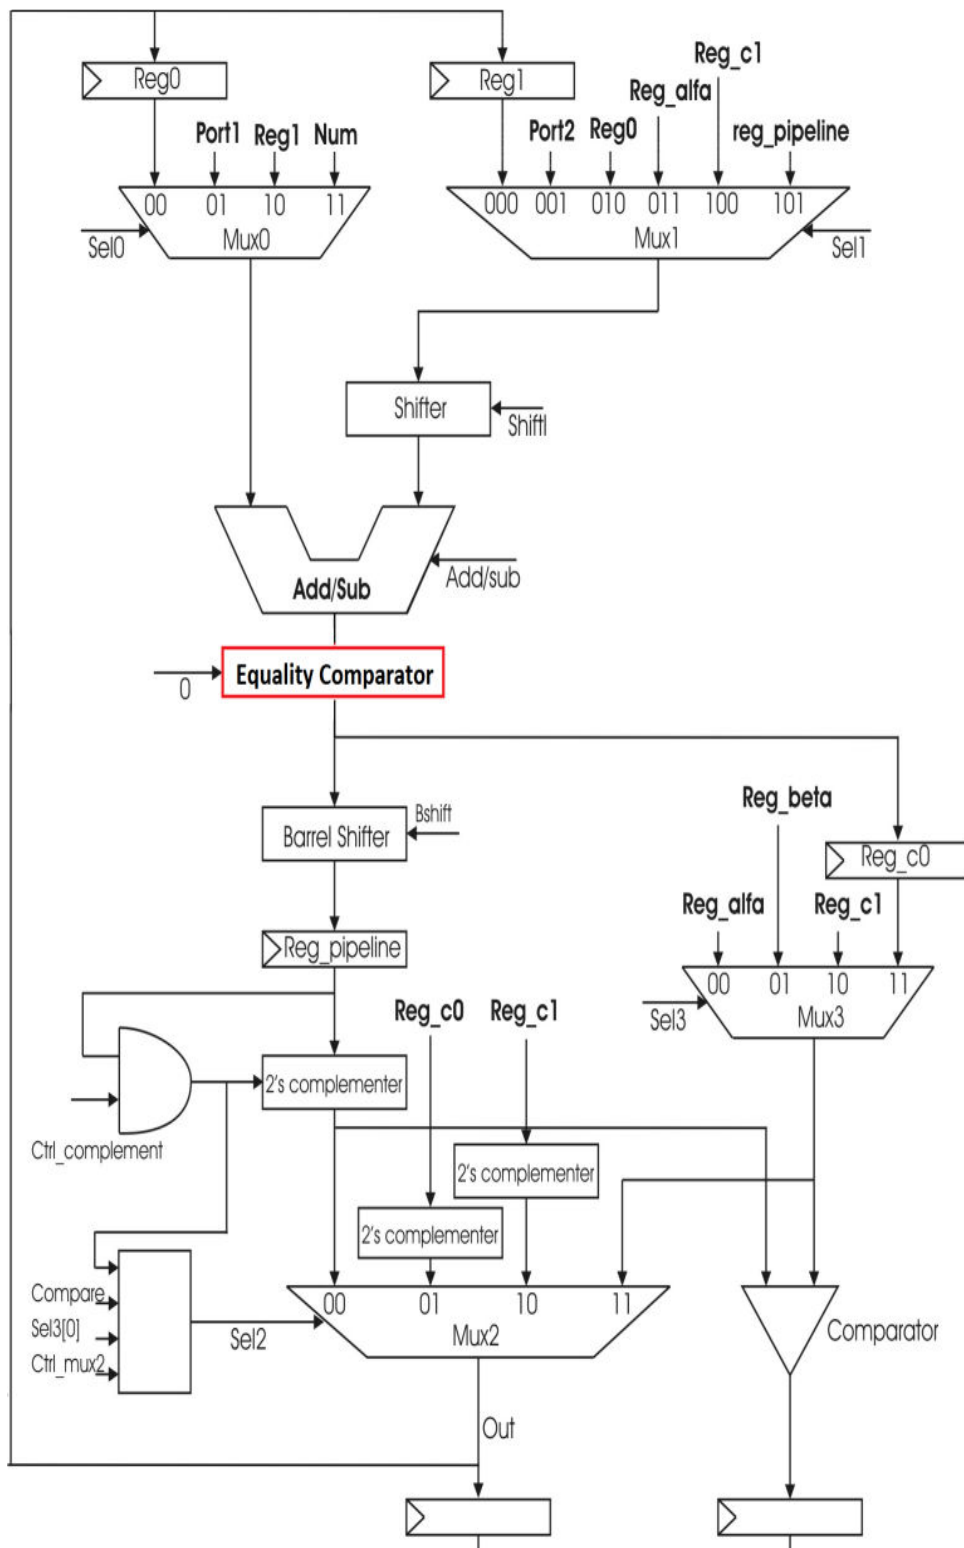 Reg0
Reg1
Reg_c1
Reg_alfa
Port1 Reg1 Num
Port2 Reg0
reg_pipeline
00 01 10 11
000 001 010 011 100 101
Mux0
Mux1
Sel0
Sel1
Shifter
Shiftl
Add/Sub
Add/sub
Equality Comparator
0
Reg_beta
Barrel Shifter
Bshift
Reg_c0
Reg_alfa
Reg_c1
Reg_pipeline
00 01 10 11
Reg_c0 Reg_c1
Sel3
Mux3
2's complementer
Ctrl_complement
2's complementer
2's complementer
Compare
Sel3[0]
Ctrl_mux2
Sel2
00 01 10 11
Mux2
Comparator
Out